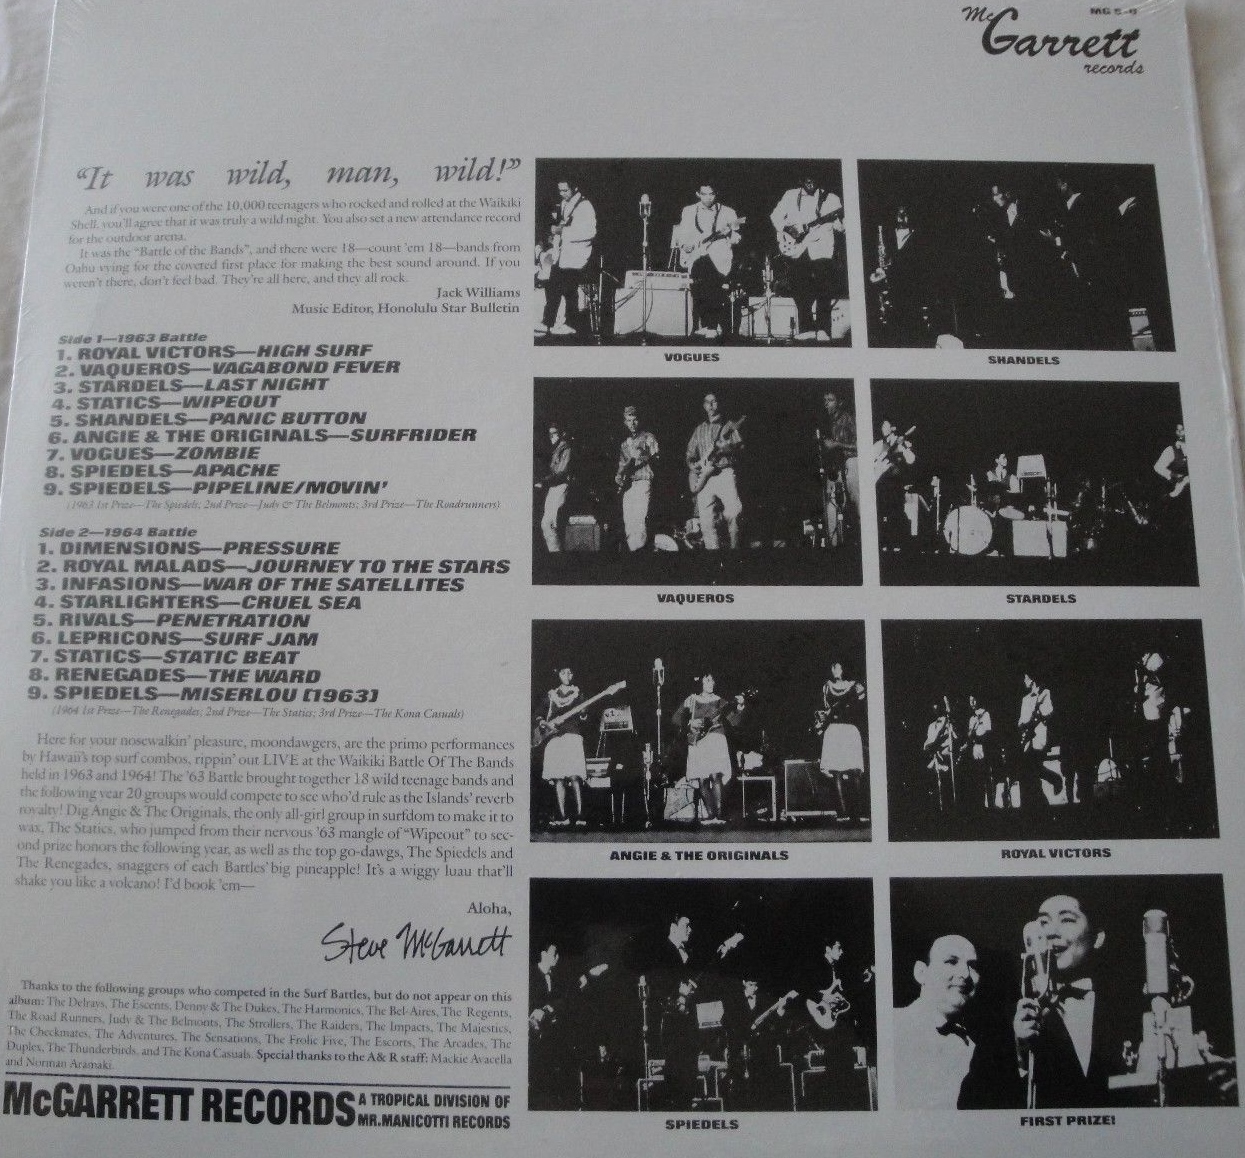 Mc
Garrett
records
"It was wild, man, wild!"
And if you were one of the 10,000 teenagers who rocked and rolled at the Waikiki
Shell, you'll agree that it was truly a wild night. You also set a new attendance record
for the outdoor arena.
It was the "Battle of the Bands", and there were 18—count 'em 18—bands from
Oahu vying for the coveted first place for making the best sound around. If you
weren't there, don't feel bad. They're all here, and they all rock.
Jack Williams
Music Editor, Honolulu Star Bulletin
Side 1—1963 Battle
1. ROYAL VICTORS—HIGH SURF
2. VAQUEROS—VAGABOND FEVER
3. STARDELS—LAST NIGHT
4. STATICS—WIPEOUT
5. SHANDELS—PANIC BUTTON
6. ANGIE & THE ORIGINALS—SURFRIDER
7. VOGUES—ZOMBIE
8. SPIEDELS—APACHE
9. SPIEDELS—PIPELINE/MOVIN'
(1963 1st Prize—The Spiedels; 2nd Prize—Judy & The Belmonts; 3rd Prize—The Roadrunners)
Side 2—1964 Battle
1. DIMENSIONS—PRESSURE
2. ROYAL MALADS—JOURNEY TO THE STARS
3. INFASIONS—WAR OF THE SATELLITES
4. STARLIGHTERS—CRUEL SEA
5. RIVALS—PENETRATION
6. LEPRICONS—SURF JAM
7. STATICS—STATIC BEAT
8. RENEGADES—THE WARD
9. SPIEDELS—MISERLOU (1963)
(1964 1st Prize—The Renegades; 2nd Prize—The Statics; 3rd Prize—The Kona Casuals)
Here for your nosewalkin' pleasure, moondawgers, are the primo performances
by Hawaii's top surf combos, rippin' out LIVE at the Waikiki Battle Of The Bands
held in 1963 and 1964! The '63 Battle brought together 18 wild teenage bands and
the following year 20 groups would compete to see who'd rule as the Islands' reverb
royalty! Dig Angie & The Originals, the only all-girl group in surfdom to make it to
wax, The Statics, who jumped from their nervous '63 mangle of "Wipeout" to sec-
ond prize honors the following year, as well as the top go-dawgs, The Spiedels and
The Renegades, snaggers of each Battles' big pineapple! It's a wiggy luau that'll
shake you like a volcano! I'd book 'em—
Aloha,
Steve McGarrett
Thanks to the following groups who competed in the Surf Battles, but do not appear on this
album: The Delrays, The Escents, Denny & The Dukes, The Harmonics, The Bel-Aires, The Regents,
The Road Runners, Judy & The Belmonts, The Strollers, The Raiders, The Impacts, The Majestics,
The Checkmates, The Adventures, The Sensations, The Frolic Five, The Escorts, The Arcades, The
Duplex, The Thunderbirds, and The Kona Casuals. Special thanks to the A& R staff: Mackie Avacella
and Norman Aramaki.
McGARRETT RECORDS A TROPICAL DIVISION OF
MR. MANICOTTI RECORDS
VOGUES
SHANDELS
VAQUEROS
STARDELS
ANGIE & THE ORIGINALS
ROYAL VICTORS
SPIEDELS
FIRST PRIZE!